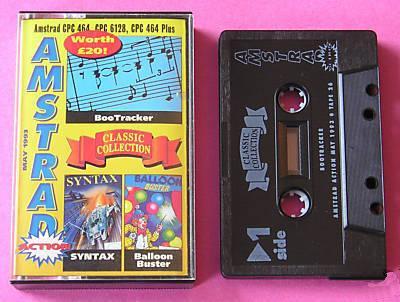 Amstrad CPC 464, CPC 6128, CPC 464 Plus
Worth
£20!
BooTracker
AMSTRAD
ACTION
MAY 1993
CLASSIC
COLLECTION
SYNTAX
SYNTAX
BALLOON
BUSTER
Balloon
Buster
AMSTRAD
CLASSIC
COLLECTION
BOOTRACKER
AMSTRAD ACTION MAY 1993 © TAPE 26
1
side